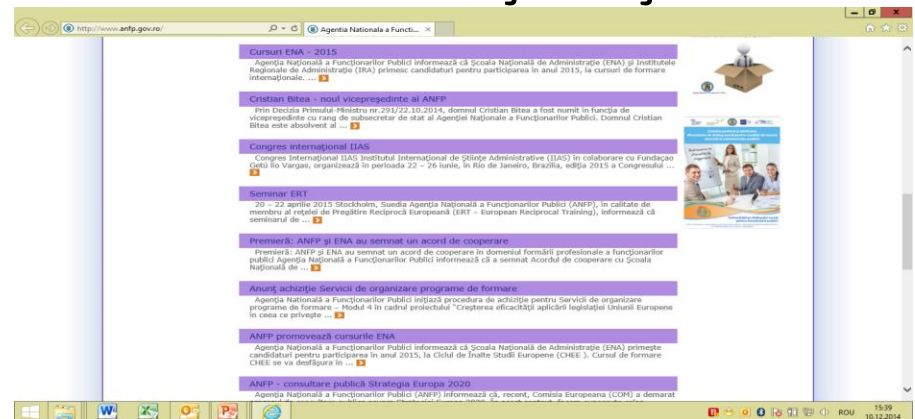 http://www.anfp.gov.ro/
Agentia Nationala a Functi...
Cursuri ENA - 2015
Agenția Națională a Funcționarilor Publici informează că Școala Națională de Administrație (ENA) și Institutele
Regionale de Administrație (IRA) primesc candidaturi pentru participarea în anul 2015, la cursuri de formare
internaționale. ...
Cristian Bitea - noul vicepreședinte al ANFP
Prin Decizia Primului-Ministru nr.291/22.10.2014, domnul Cristian Bitea a fost numit în funcția de
vicepreședinte cu rang de subsecretar de stat al Agenției Naționale a Funcționarilor Publici. Domnul Cristian
Bitea este absolvent al ...
Congres internațional IIAS
Congres Internațional IIAS Institutul Internațional de Științe Administrative (IIAS) în colaborare cu Fundaçao
Getú lio Vargas, organizează în perioada 22 – 26 iunie, în Rio de Janeiro, Brazilia, ediția 2015 a Congresului ...
Seminar ERT
20 – 22 aprilie 2015 Stockholm, Suedia Agenția Națională a Funcționarilor Publici (ANFP), în calitate de
membru al rețelei de Pregătire Reciprocă Europeană (ERT – European Reciprocal Training), informează că
seminarul de ...
Premieră: ANFP și ENA au semnat un acord de cooperare
Premieră: ANFP și ENA au semnat un acord de cooperare în domeniul formării profesionale a funcționarilor
publici Agenția Națională a Funcționarilor Publici informează că a semnat Acordul de cooperare cu Școala
Națională de ...
Anunț achiziție Servicii de organizare programe de formare
Agenția Națională a Funcționarilor Publici inițiază procedura de achiziție pentru Servicii de organizare
programe de formare – Modul 4 în cadrul proiectului "Creșterea eficacității aplicării legislației Uniunii Europene
în ceea ce privește ...
ANFP promovează cursurile ENA
Agenția Națională a Funcționarilor Publici informează că Școala Națională de Administrație (ENA) primește
candidaturi pentru participarea în anul 2015, la Ciclul de Înalte Studii Europene (CHEE ). Cursul de formare
CHEE se va desfășura în ...
ANFP - consultare publică Strategia Europa 2020
Agenția Națională a Funcționarilor Publici (ANFP) informează că, recent, Comisia Europeana (COM) a demarat
ROU
15:39
10.12.2014